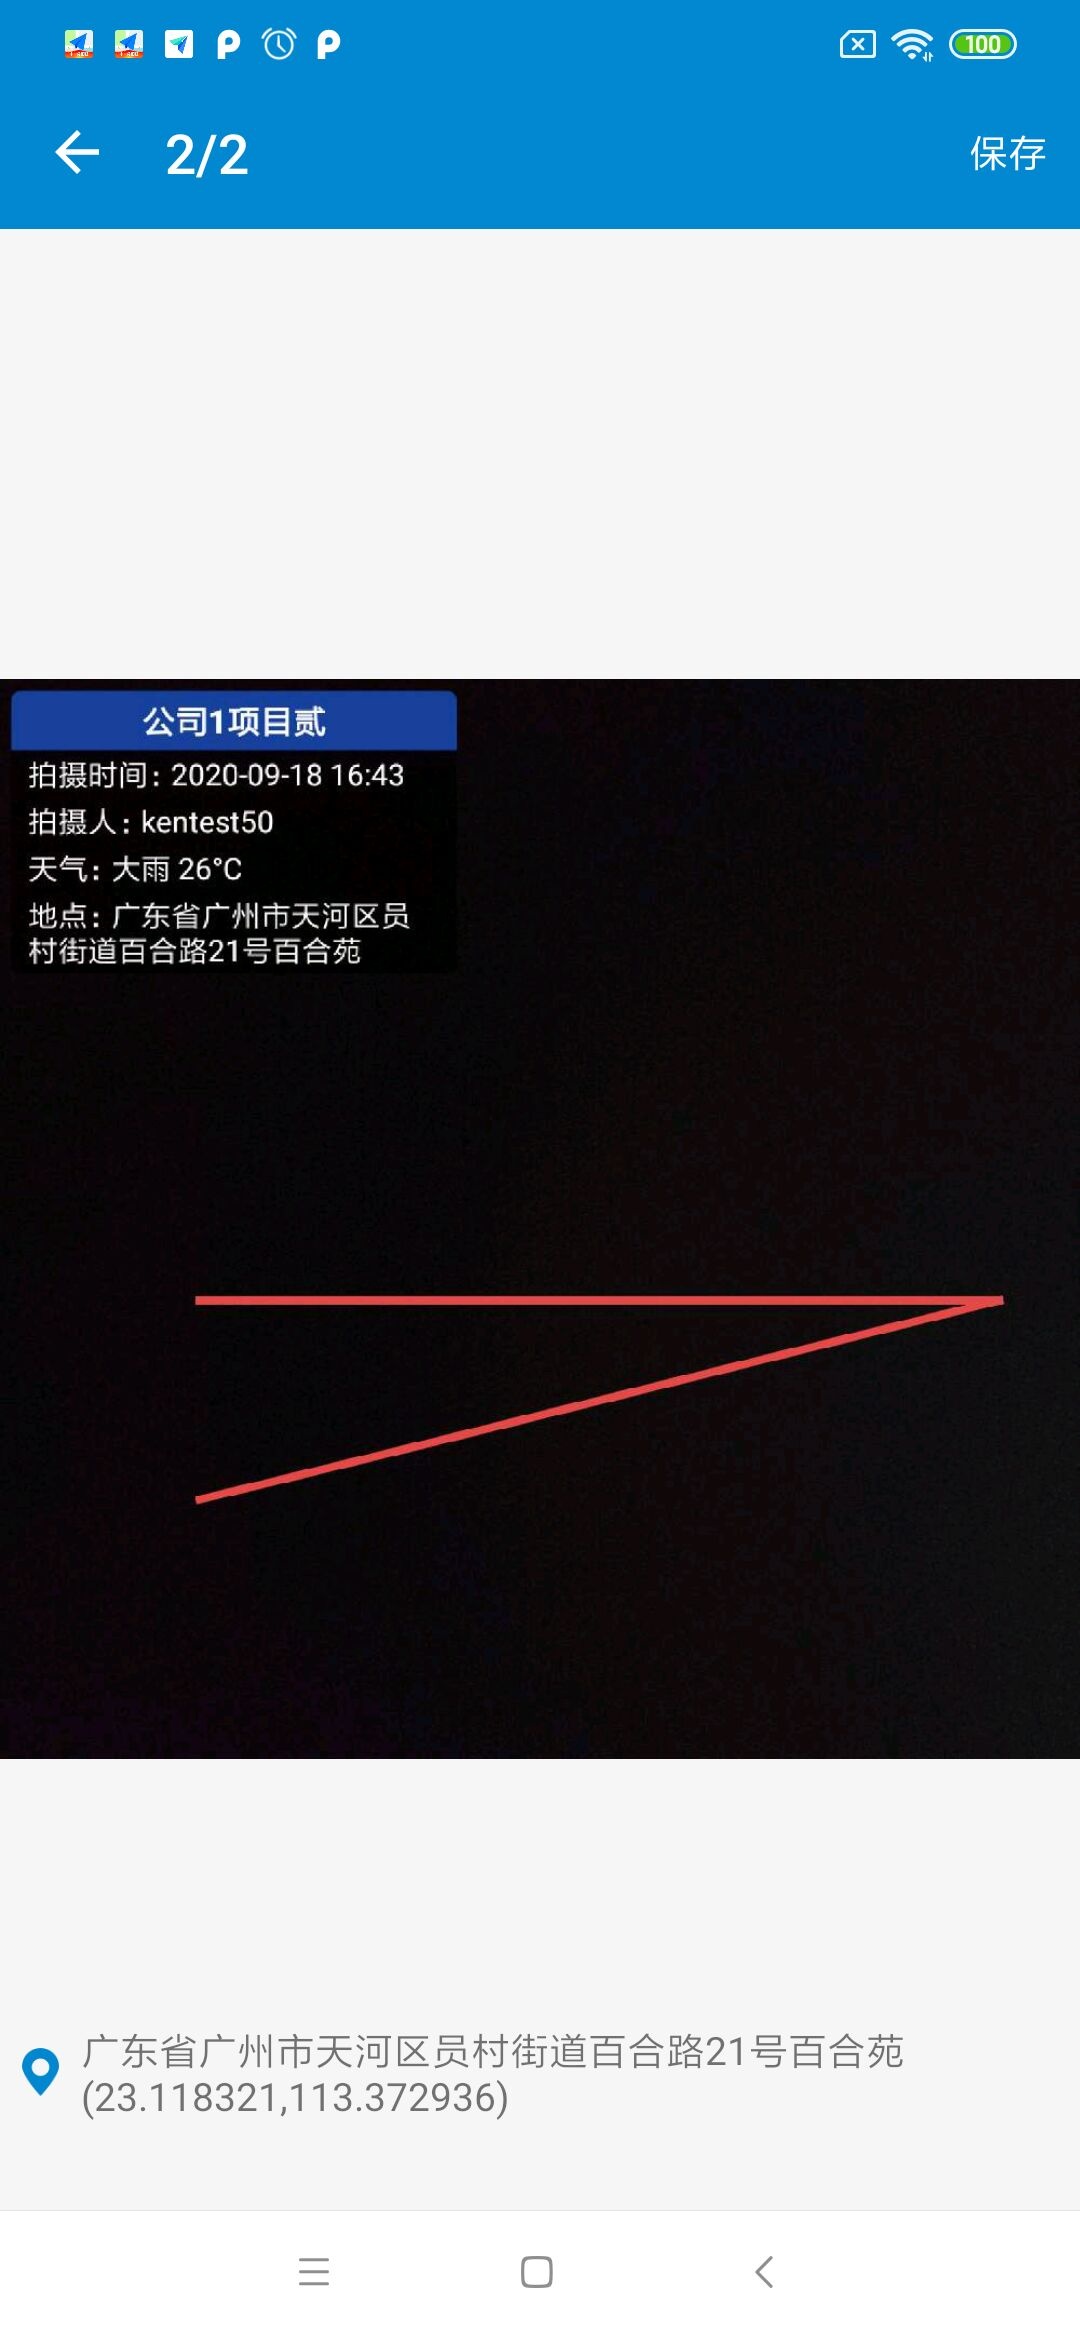 100
2/2
保存
公司1项目贰
拍摄时间: 2020-09-18 16:43
拍摄人: kentest50
天气: 大雨 26°C
地点: 广东省广州市天河区员
村街道百合路21号百合苑
广东省广州市天河区员村街道百合路21号百合苑
(23.118321,113.372936)